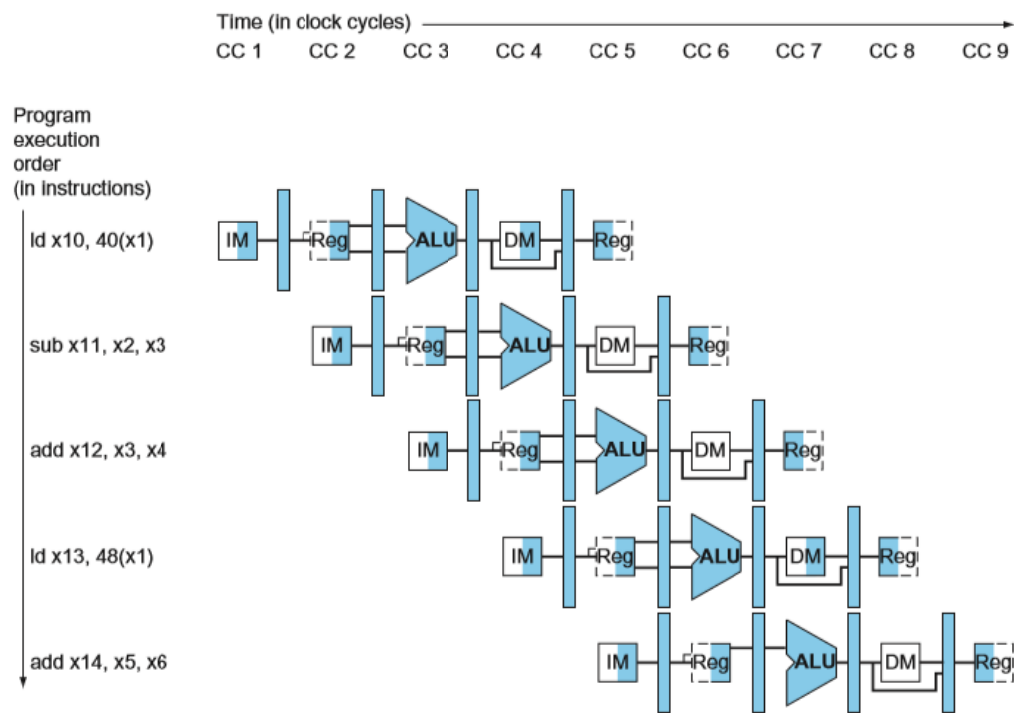 Time (in clock cycles)
CC 1 CC 2 CC 3 CC 4 CC 5 CC 6 CC 7 CC 8 CC 9
Program
execution
order
(in instructions)
ld x10, 40(x1) IM Reg ALU DM Reg
sub x11, x2, x3 IM Reg ALU DM Reg
add x12, x3, x4 IM Reg ALU DM Reg
ld x13, 48(x1) IM Reg ALU DM Reg
add x14, x5, x6 IM Reg ALU DM Reg